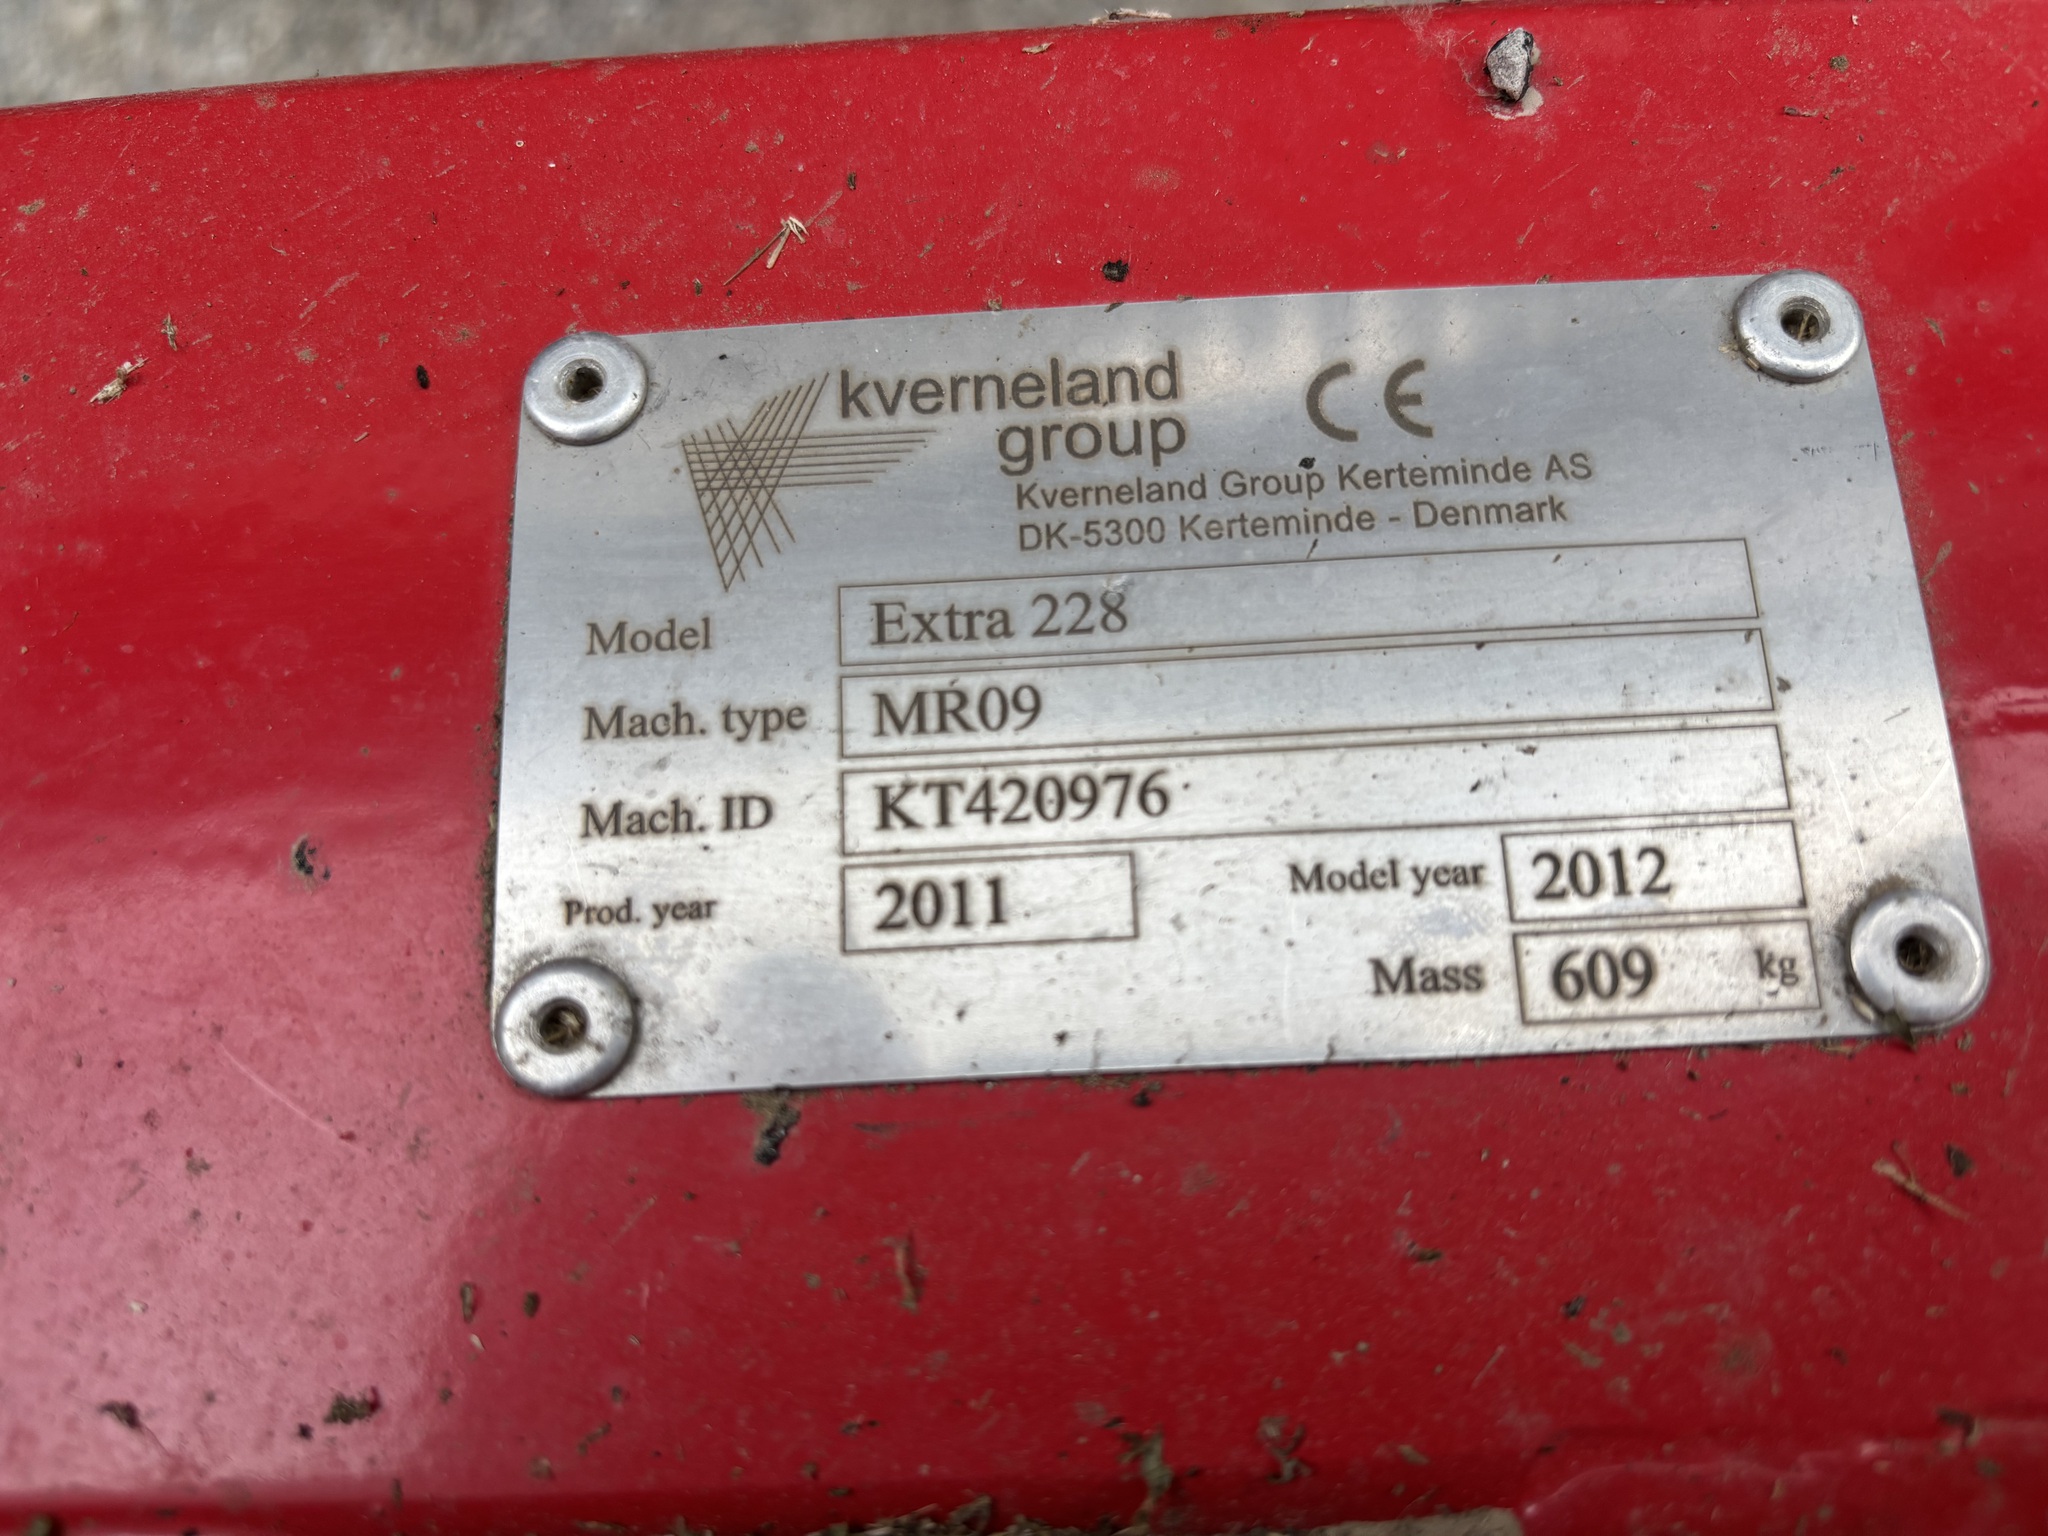 kverneland
group
CE
Kverneland Group Kerteminde AS
DK-5300 Kerteminde - Denmark
Model Extra 228
Mach. type MR09
Mach. ID KT420976
Prod. year 2011 Model year 2012
Mass 609 kg